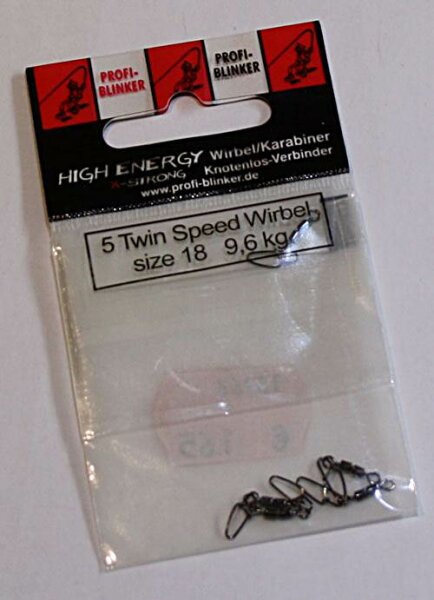 PROFI-
BLINKER
PROFI-
BLINKER
HIGH ENERGY Wirbel/Karabiner
X-STRONG Knotenlos-Verbinder
www.profi-blinker.de
5 Twin Speed Wirbel
size 18 9,6 kg